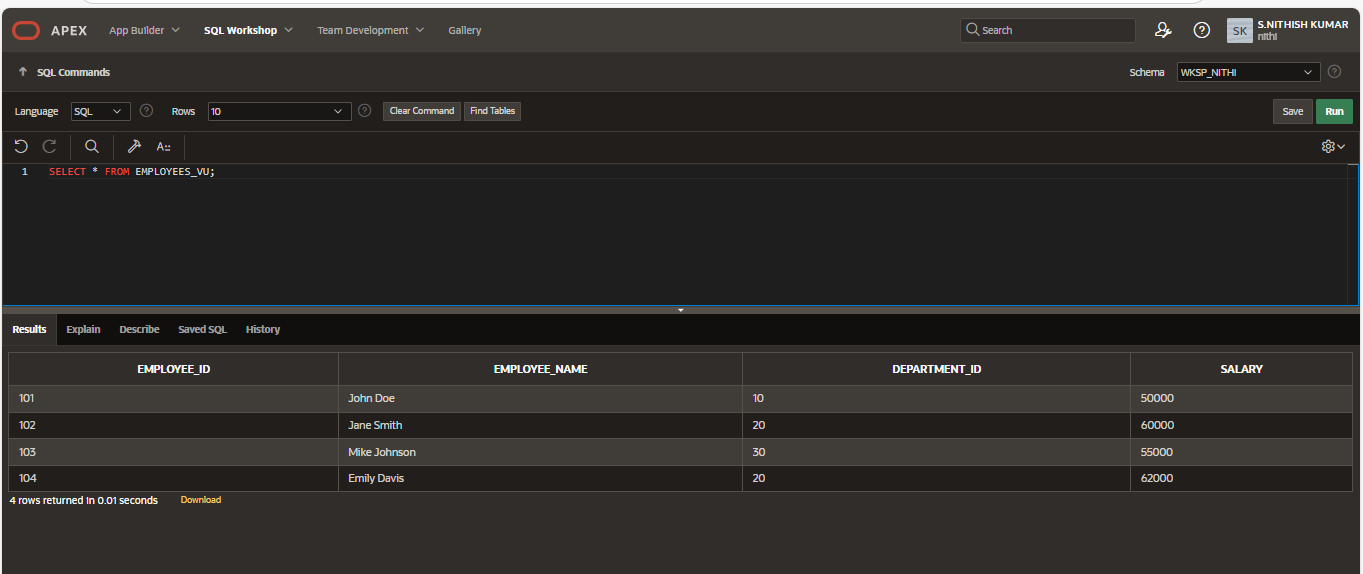 APEX App Builder SQL Workshop Team Development Gallery Search SK S.NITHISH KUMAR
nithi
SQL Commands Schema WKSP_NITHI
Language SQL Rows 10 Clear Command Find Tables Save Run
A::
1 SELECT * FROM EMPLOYEES_VU;
Results Explain Describe Saved SQL History
EMPLOYEE_ID EMPLOYEE_NAME DEPARTMENT_ID SALARY
101 John Doe 10 50000
102 Jane Smith 20 60000
103 Mike Johnson 30 55000
104 Emily Davis 20 62000
4 rows returned in 0.01 seconds Download